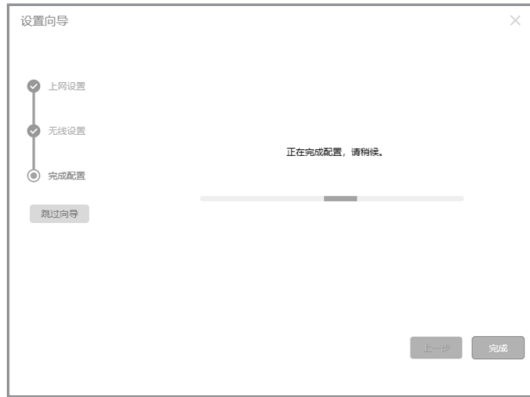 设置向导
上网设置
无线设置
正在完成配置，请稍候。
完成配置
跳过向导
上一步
完成